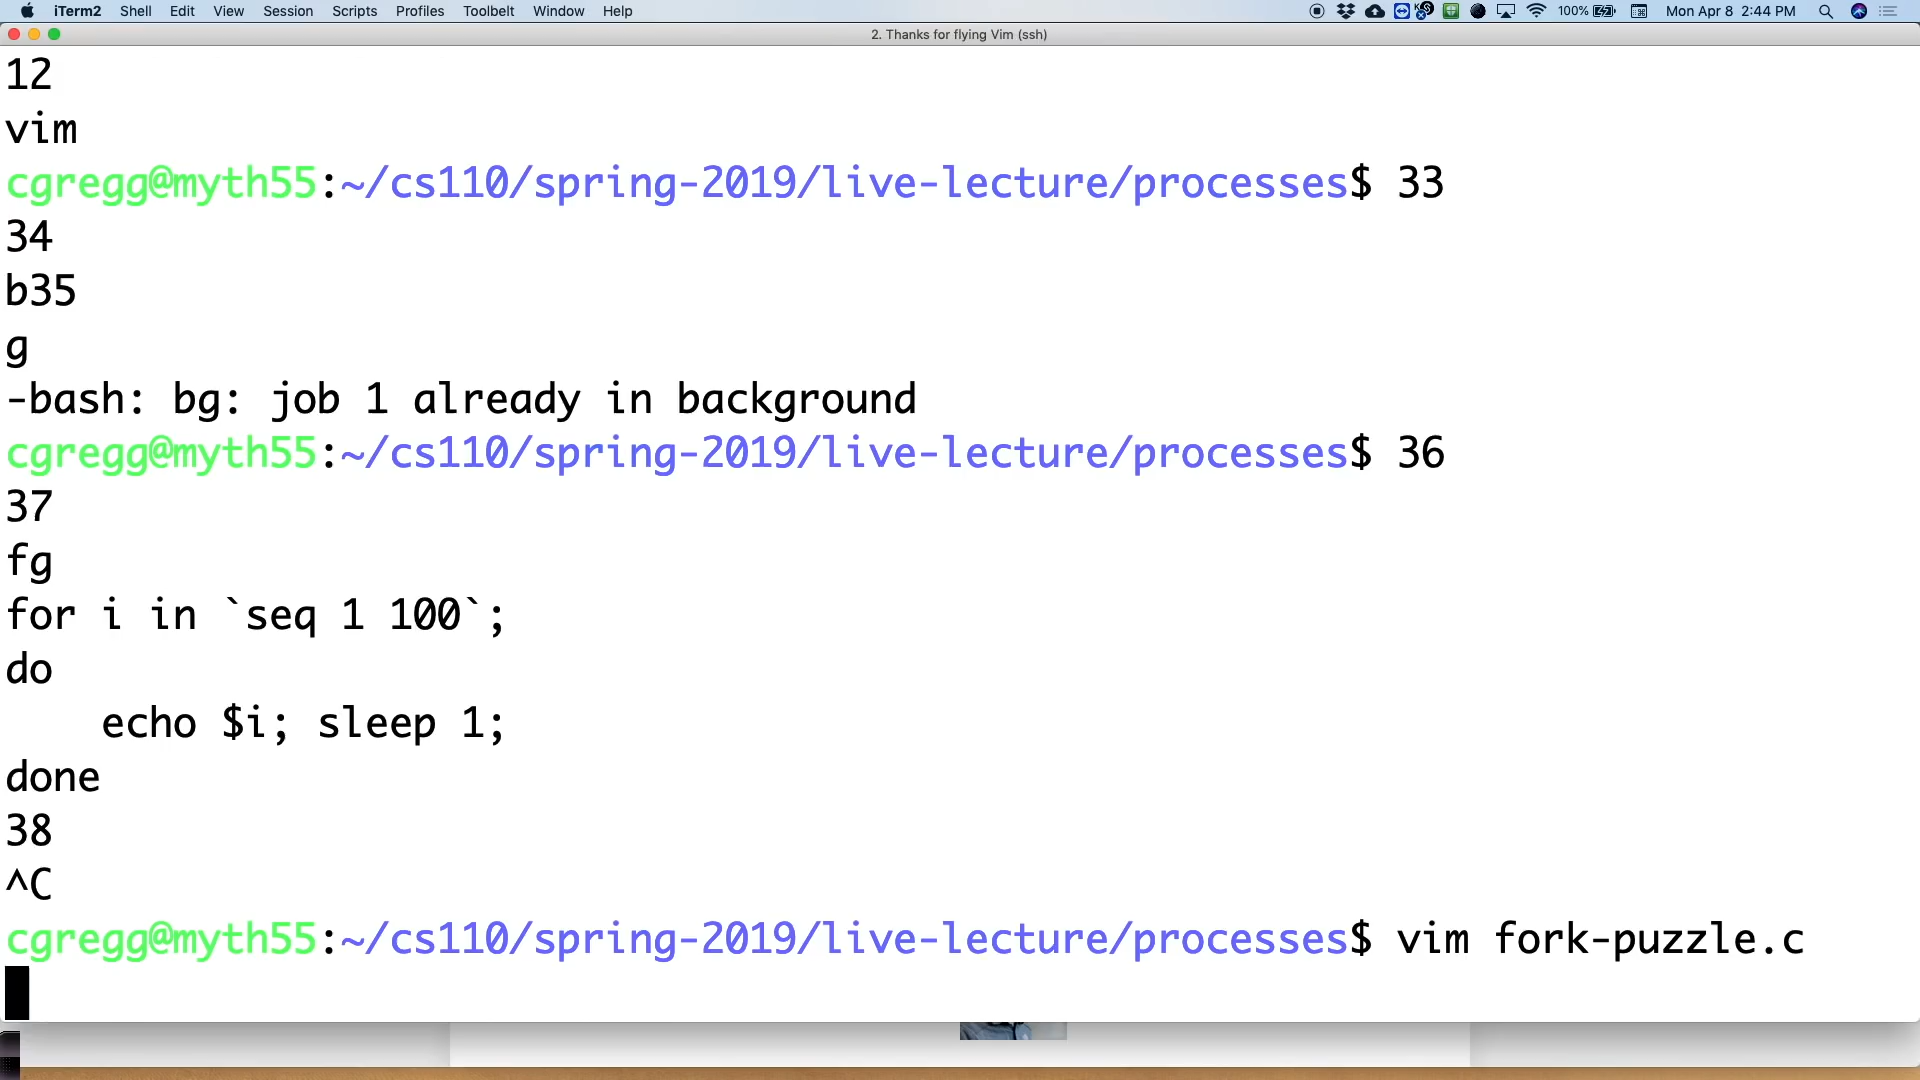 iTerm2 Shell Edit View Session Scripts Profiles Toolbelt Window Help 100% Mon Apr 8 2:44 PM
2. Thanks for flying Vim (ssh)
12
vim
cgregg@myth55:~/cs110/spring-2019/live-lecture/processes$ 33
34
b35
g
-bash: bg: job 1 already in background
cgregg@myth55:~/cs110/spring-2019/live-lecture/processes$ 36
37
fg
for i in `seq 1 100`;
do
    echo $i; sleep 1;
done
38
^C
cgregg@myth55:~/cs110/spring-2019/live-lecture/processes$ vim fork-puzzle.c